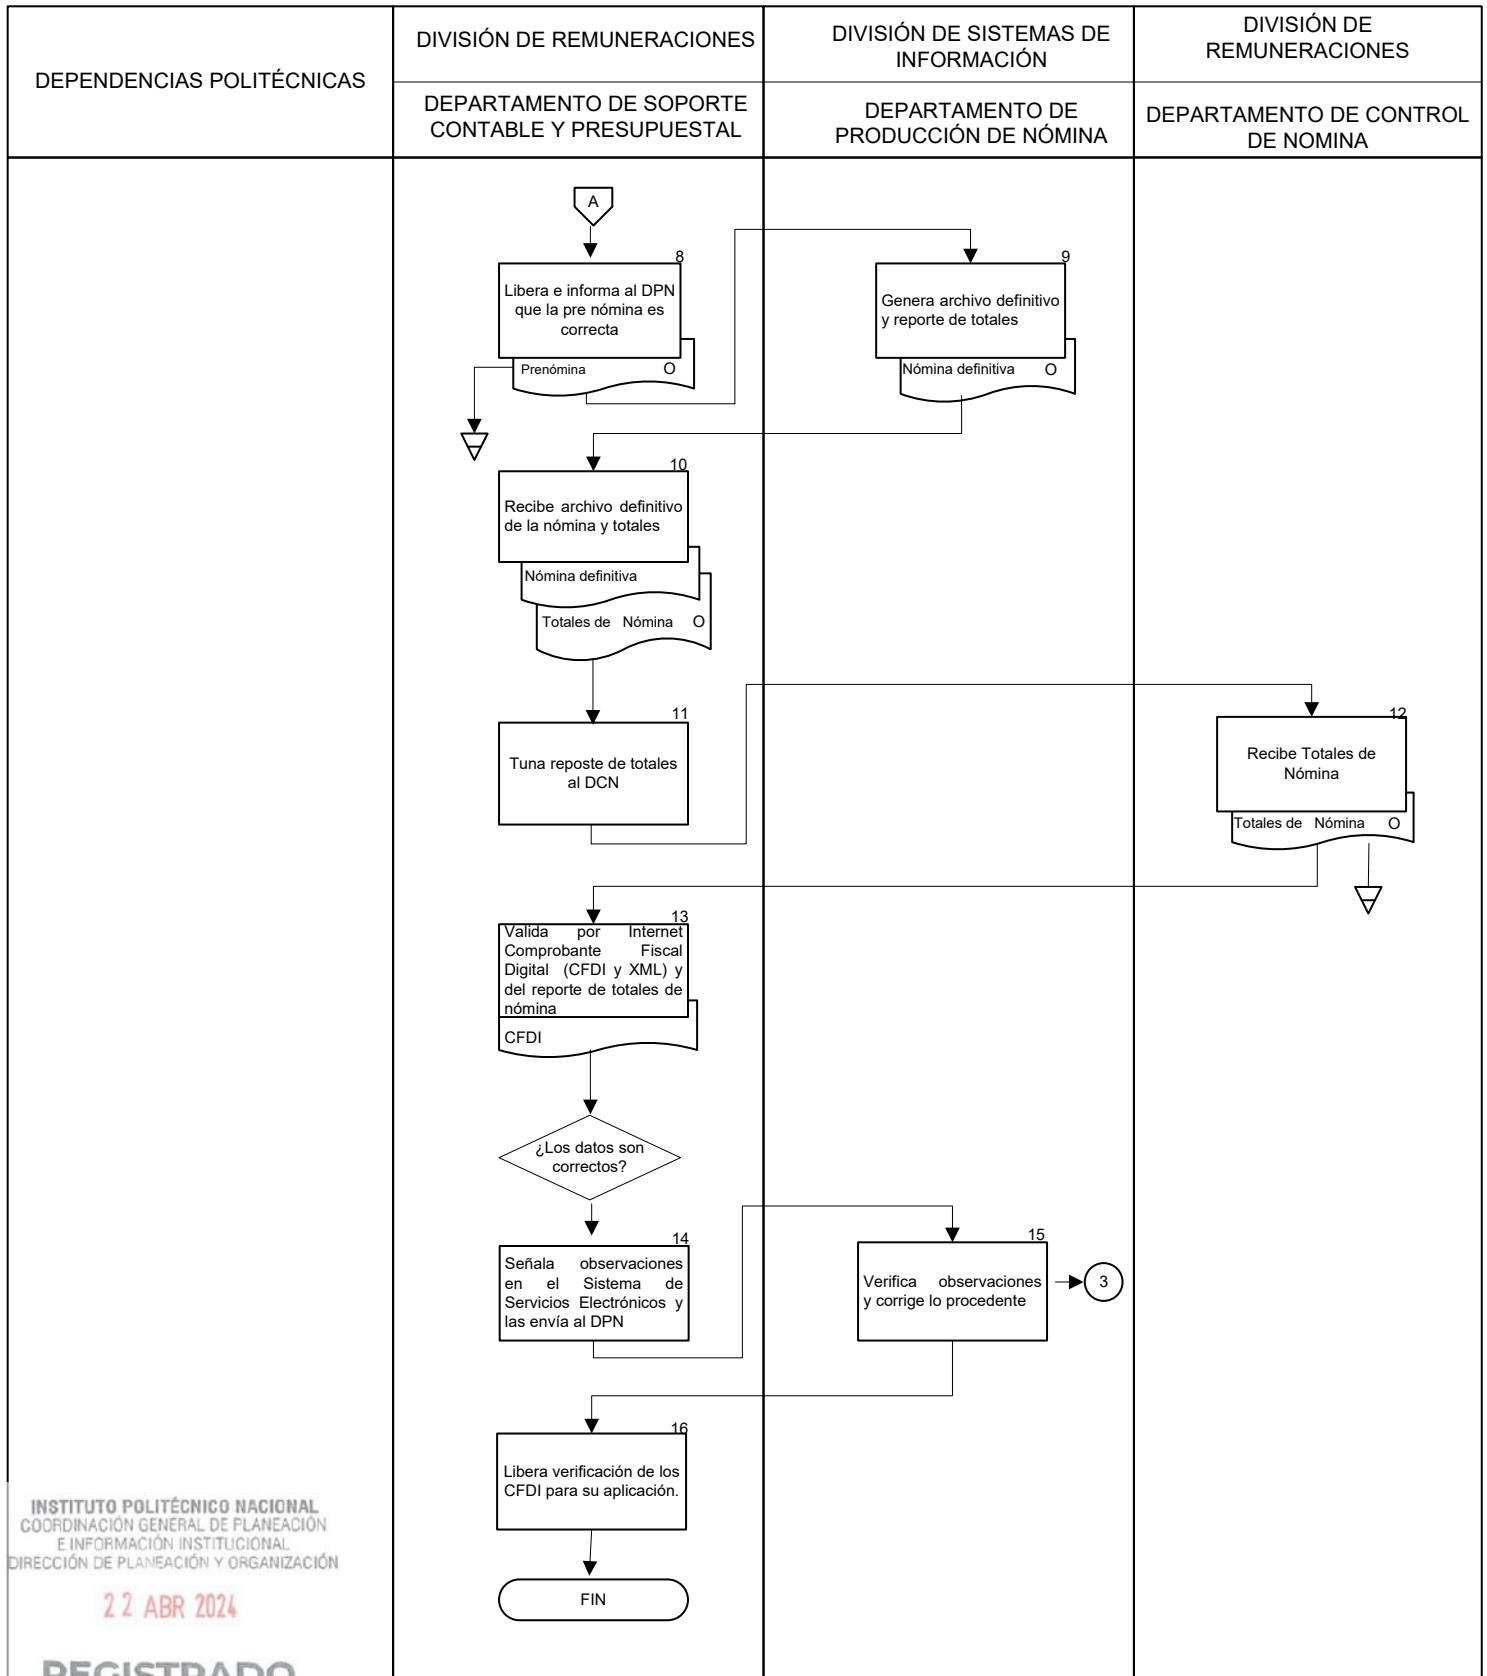 DEPENDENCIAS POLITÉCNICAS
DIVISIÓN DE REMUNERACIONES
DEPARTAMENTO DE SOPORTE
CONTABLE Y PRESUPUESTAL
DIVISIÓN DE SISTEMAS DE
INFORMACIÓN
DEPARTAMENTO DE
PRODUCCIÓN DE NÓMINA
DIVISIÓN DE
REMUNERACIONES
DEPARTAMENTO DE CONTROL
DE NOMINA
A
8
Libera e informa al DPN
que la pre nómina es
correcta
Prenómina O
9
Genera archivo definitivo
y reporte de totales
Nómina definitiva O
10
Recibe archivo definitivo
de la nómina y totales
Nómina definitiva
Totales de Nómina O
11
Tuna reposte de totales
al DCN
12
Recibe Totales de
Nómina
Totales de Nómina O
13
Valida por Internet
Comprobante Fiscal
Digital (CFDI y XML) y
del reporte de totales de
nómina
CFDI
¿Los datos son
correctos?
14
Señala observaciones
en el Sistema de
Servicios Electrónicos y
las envía al DPN
15
Verifica observaciones
y corrige lo procedente
3
16
Libera verificación de los
CFDI para su aplicación.
FIN
INSTITUTO POLITÉCNICO NACIONAL
COORDINACIÓN GENERAL DE PLANEACIÓN
E INFORMACIÓN INSTITUCIONAL
DIRECCIÓN DE PLANEACIÓN Y ORGANIZACIÓN
22 ABR 2024
REGISTRADO